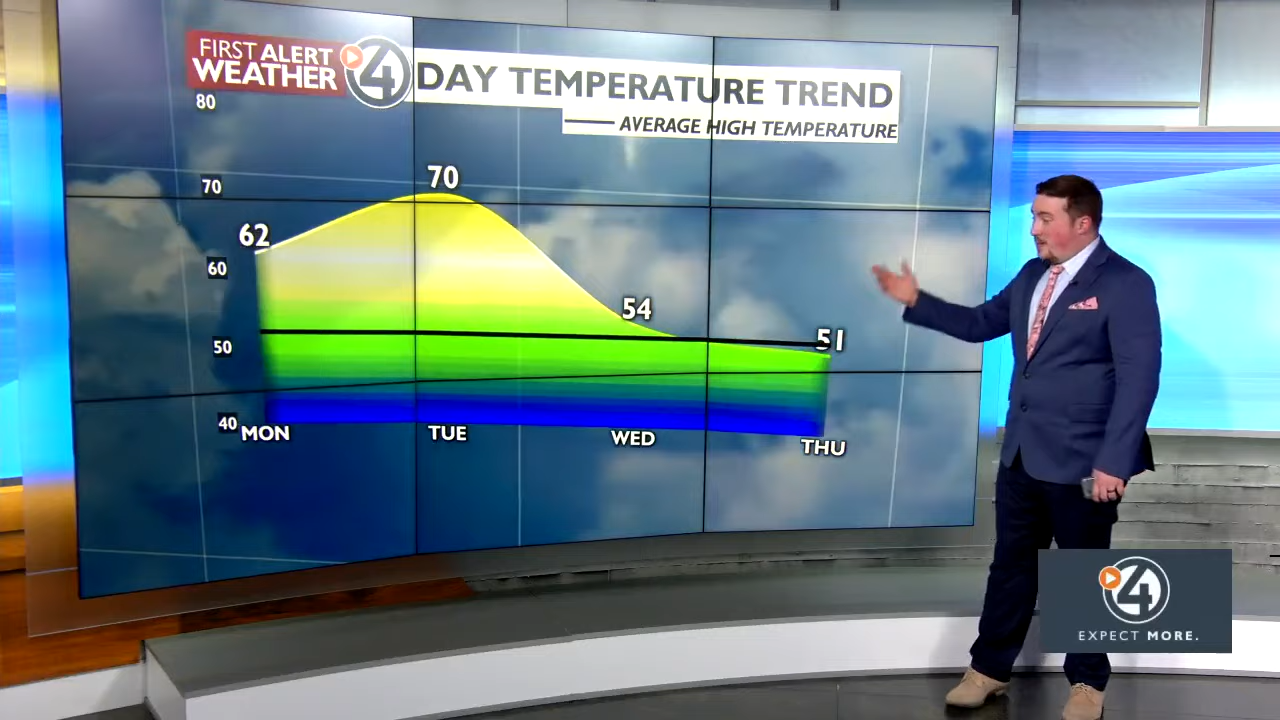 FIRST ALERT
WEATHER
4 DAY TEMPERATURE TREND
AVERAGE HIGH TEMPERATURE
80
70
70
62
60
54
51
50
40
MON
TUE
WED
THU
4
EXPECT MORE.